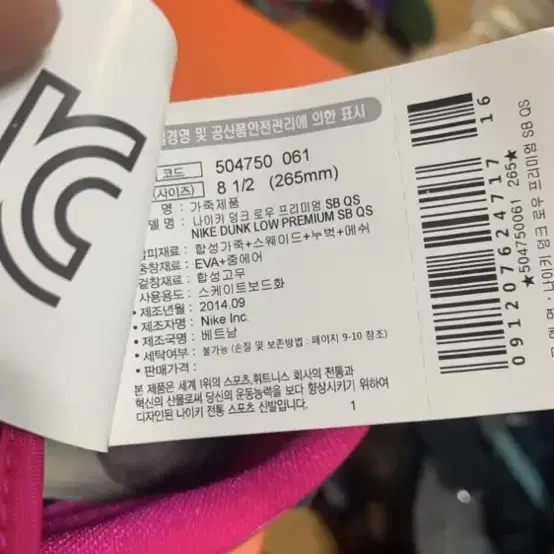 경영 및 공산품안전관리에 의한 표시
코드 504750 061
(사이즈) 8 1/2 (265mm)
명 : 가죽제품
델 명 : 나이키 덩크 로우 프리미엄 SB QS
NIKE DUNK LOW PREMIUM SB QS
피재료 : 합성가죽+스웨이드+누벅+메쉬
중창재료 : EVA+줌에어
겉창재료 : 합성고무
사용용도 : 스케이트보드화
• 제조년월 : 2014.09
• 제조자명 : Nike Inc.
• 제조국명 : 베트남
• 세탁여부 : 불가능 (손질 및 보존방법 : 페이지 9-10 참조)
• 판매가격 :
본 제품은 세계 1위의 스포츠,휘트니스 회사의 전통과
혁신의 산물로써 당신의 운동능력을 보다 향상시키기 위하여
디자인된 나이키 전통 스포츠 신발입니다. 1
0 91207 62471 7 16
★504750061 265★
나이키 덩크 로우 프리미엄 SB QS